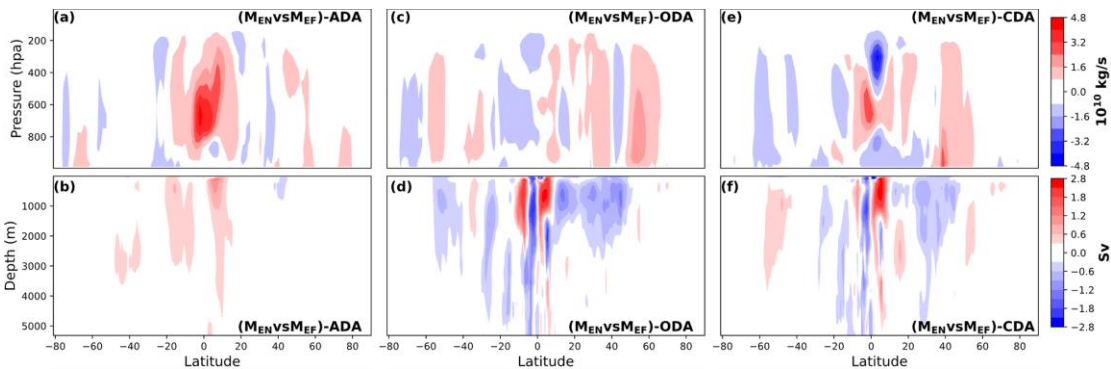 (a) (M_EN vs M_EF)-ADA
(c) (M_EN vs M_EF)-ODA
(e) (M_EN vs M_EF)-CDA
Pressure (hpa)
200
400
600
800
4.8
3.2
1.6
0.0
−1.6
−3.2
−4.8
10^10 kg/s
(b) (M_EN vs M_EF)-ADA
(d) (M_EN vs M_EF)-ODA
(f) (M_EN vs M_EF)-CDA
Depth (m)
1000
2000
3000
4000
5000
2.8
1.8
1.2
0.6
−0.6
−1.2
−1.8
−2.8
Sv
−80 −60 −40 −20 0 20 40 60 80
−80 −60 −40 −20 0 20 40 60 80
−80 −60 −40 −20 0 20 40 60 80
Latitude
Latitude
Latitude